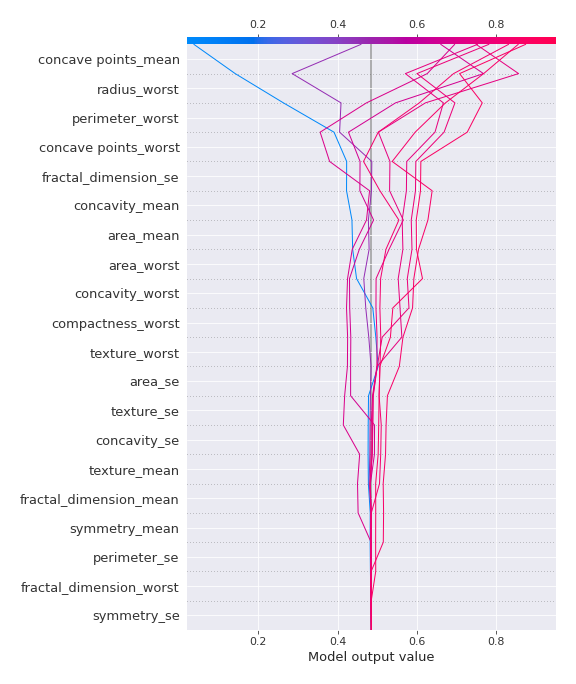 0.2 0.4 0.6 0.8
concave points_mean
radius_worst
perimeter_worst
concave points_worst
fractal_dimension_se
concavity_mean
area_mean
area_worst
concavity_worst
compactness_worst
texture_worst
area_se
texture_se
concavity_se
texture_mean
fractal_dimension_mean
symmetry_mean
perimeter_se
fractal_dimension_worst
symmetry_se
0.2 0.4 0.6 0.8
Model output value